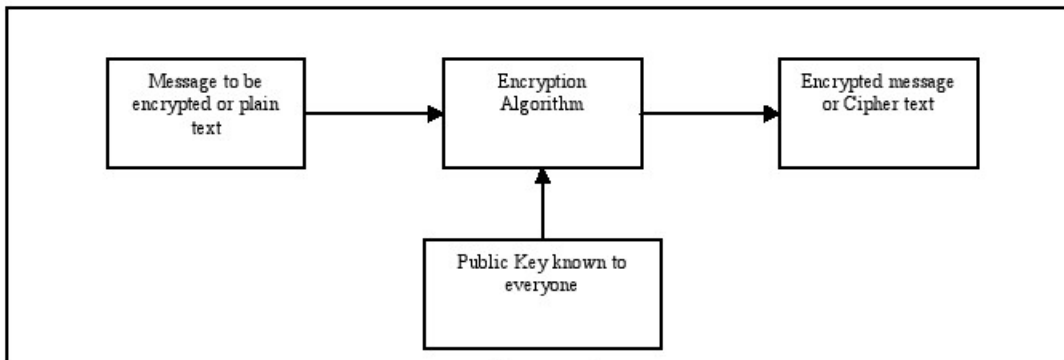 Message to be
encrypted or plain
text
Encryption
Algorithm
Encrypted message
or Cipher text
Public Key known to
everyone